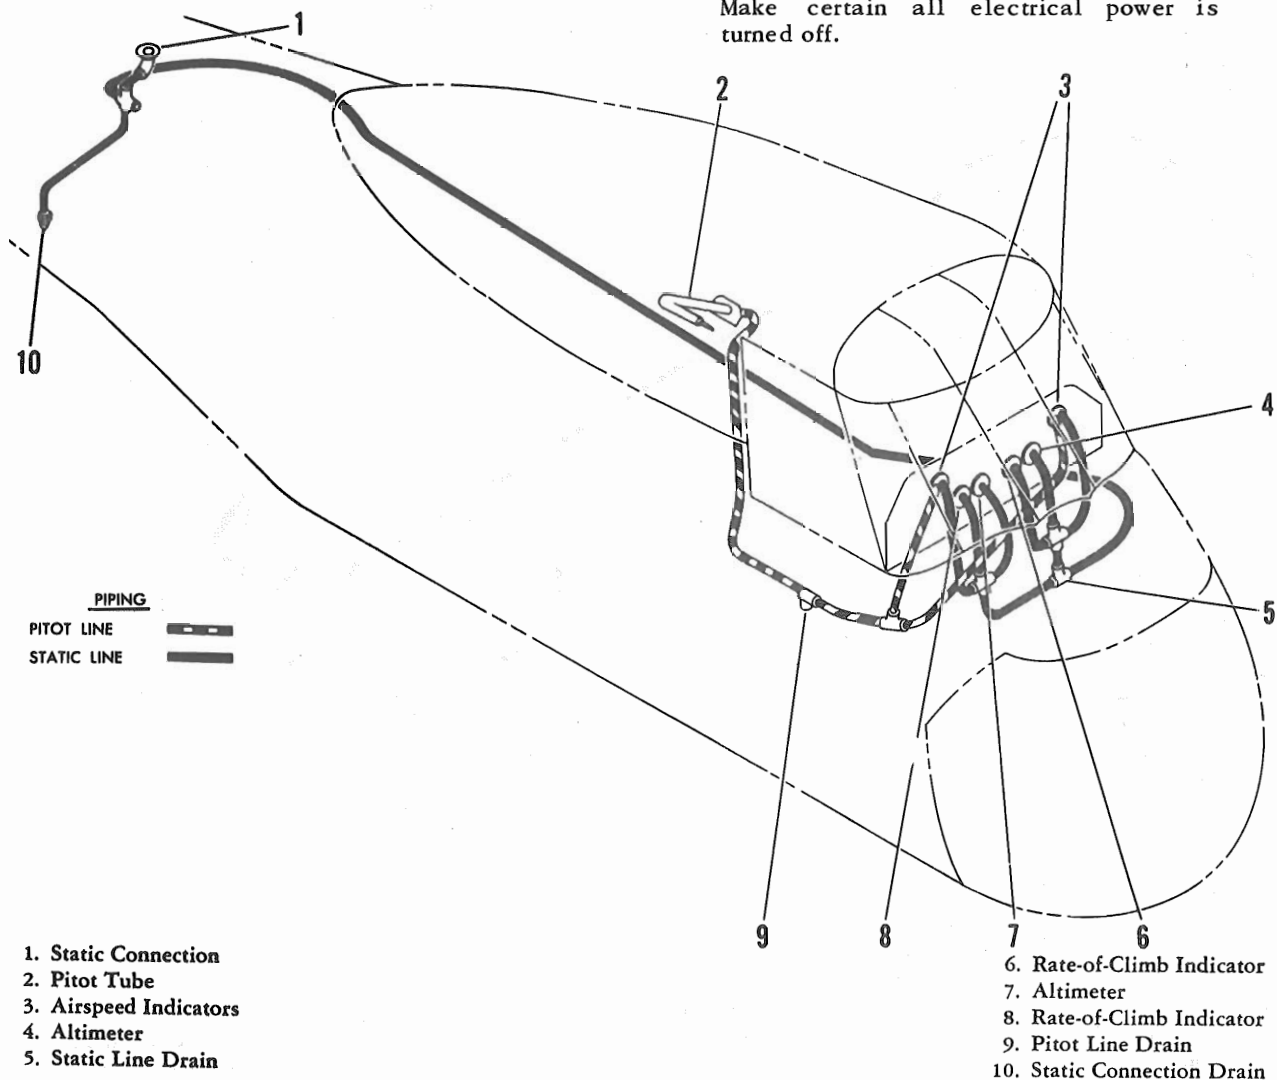 Make certain all electrical power is
turned off.
1
2
3
4
5
6
7
8
9
10
PIPING
PITOT LINE
STATIC LINE
1. Static Connection
2. Pitot Tube
3. Airspeed Indicators
4. Altimeter
5. Static Line Drain
6. Rate-of-Climb Indicator
7. Altimeter
8. Rate-of-Climb Indicator
9. Pitot Line Drain
10. Static Connection Drain